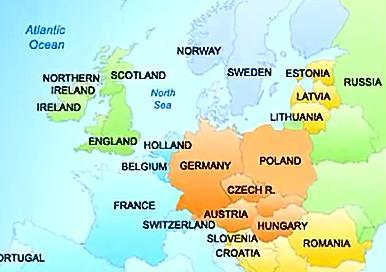 Atlantic
Ocean
NORWAY
SWEDEN
NORTHERN
IRELAND
SCOTLAND
ESTONIA
RUSSIA
North
Sea
LATVIA
IRELAND
LITHUANIA
ENGLAND
HOLLAND
BELGIUM
GERMANY
POLAND
CZECH R.
FRANCE
AUSTRIA
SWITZERLAND
HUNGARY
SLOVENIA
CROATIA
ROMANIA
PORTUGAL